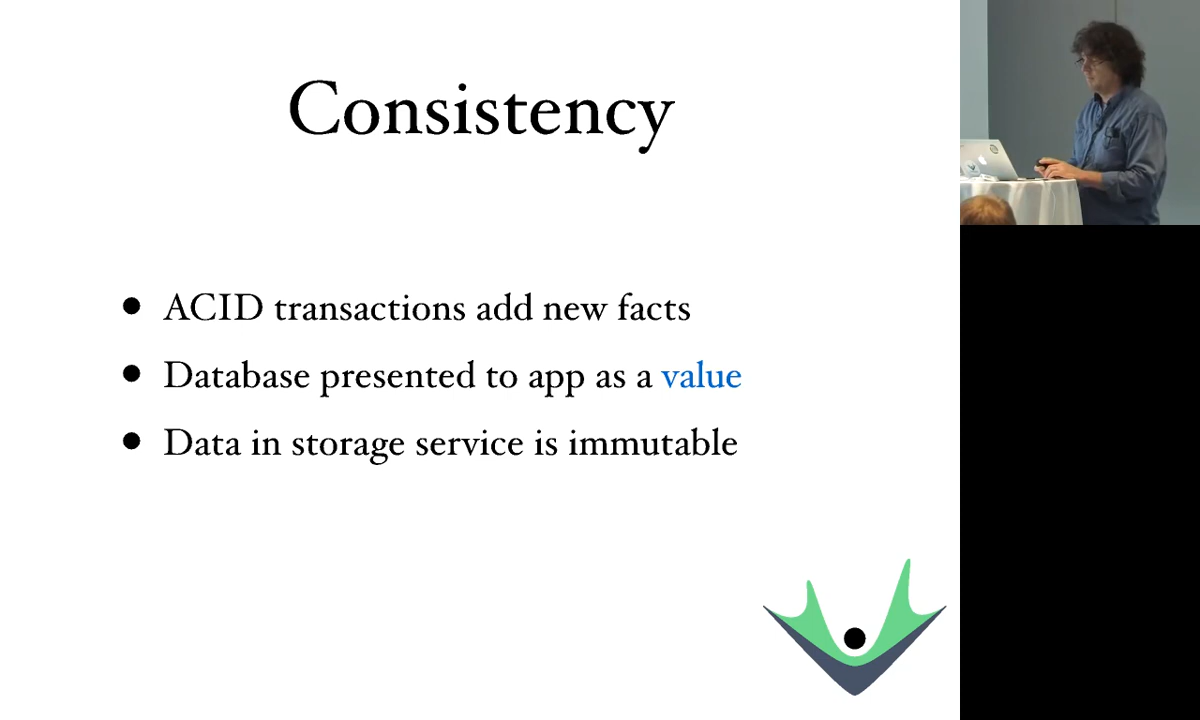 Consistency
• ACID transactions add new facts
• Database presented to app as a value
• Data in storage service is immutable